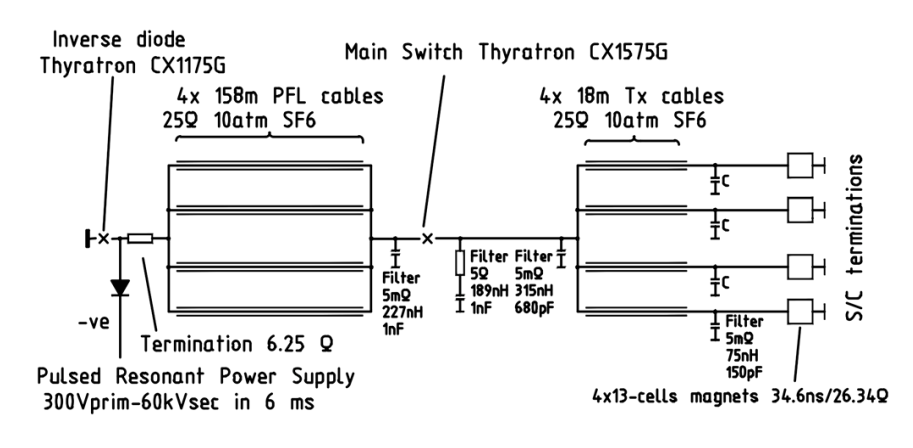 Inverse diode
Thyratron CX1175G
Main Switch Thyratron CX1575G
4x 158m PFL cables
25Ω 10atm SF6
4x 18m Tx cables
25Ω 10atm SF6
C
C
C
S/C terminations
Filter
5mΩ
227nH
1nF
Filter
5Ω
189nH
1nF
Filter
5mΩ
315nH
680pF
Filter
5mΩ
75nH
150pF
-ve
Termination 6.25 Ω
Pulsed Resonant Power Supply
300Vprim-60kVsec in 6 ms
4x13-cells magnets 34.6ns/26.34Ω